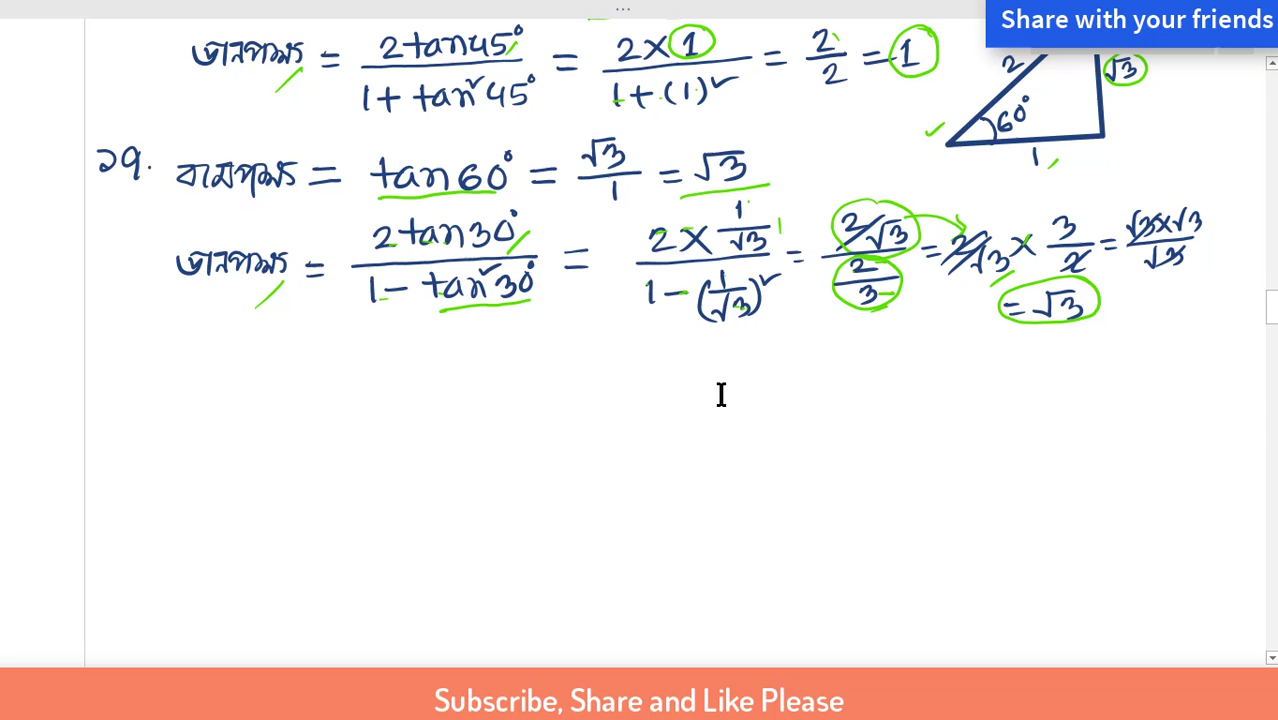 Share with your friends
ডানপক্ষ = 2tan45° / 1 + tan²45° = 2 × 1 / 1 + (1)² = 2/2 = 1
2 √3 60° 1
১৭. বামপক্ষ = tan60° = √3/1 = √3
ডানপক্ষ = 2tan30° / 1 - tan²30° = 2 × 1/√3 / 1 - (1/√3)² = 2/√3 / 2/3 = 2/√3 × 3/2 = √3×√3 / √3
= √3
Subscribe, Share and Like Please